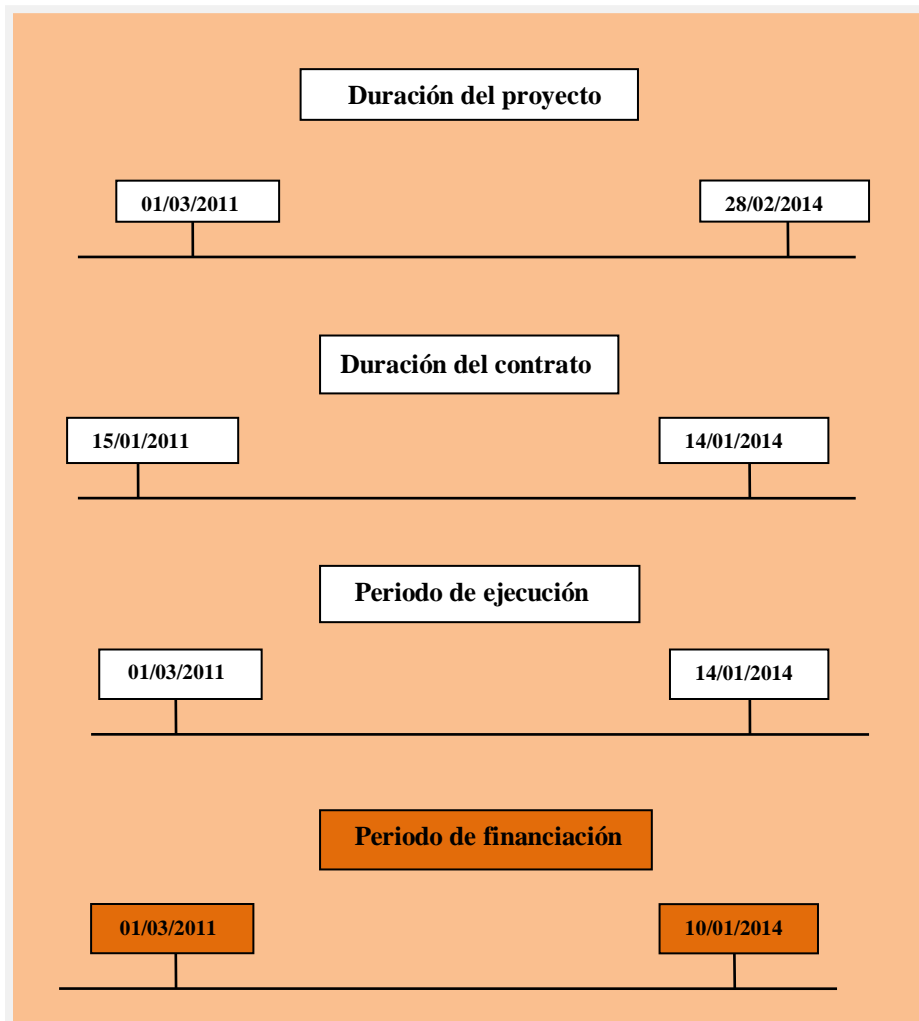 Duración del proyecto
01/03/2011
28/02/2014
Duración del contrato
15/01/2011
14/01/2014
Periodo de ejecución
01/03/2011
14/01/2014
Periodo de financiación
01/03/2011
10/01/2014